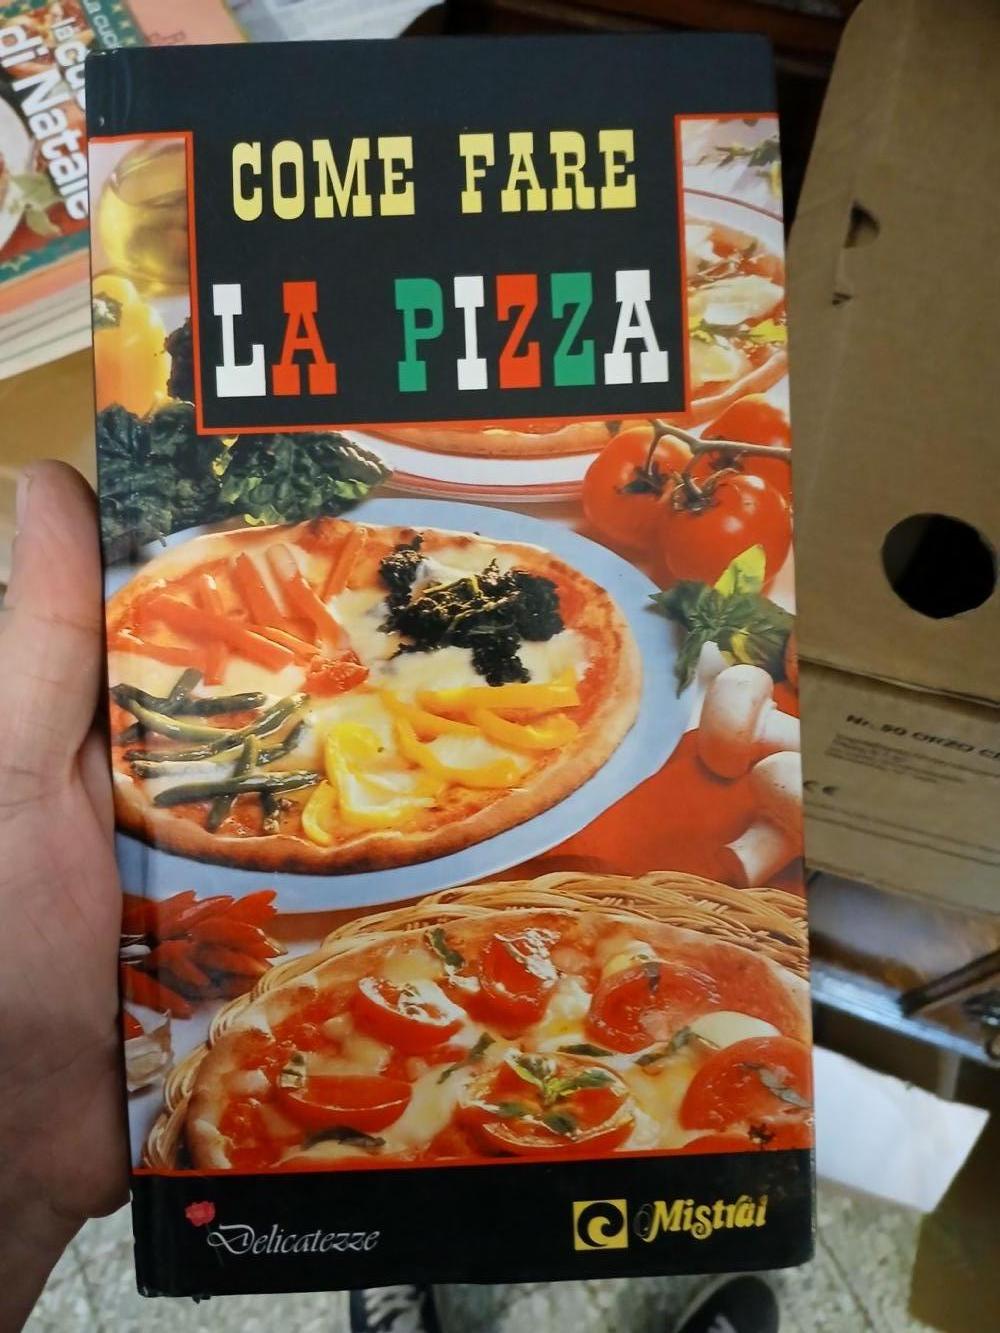 COME FARE
LA PIZZA
Delicatezze
Mistral
di Natale